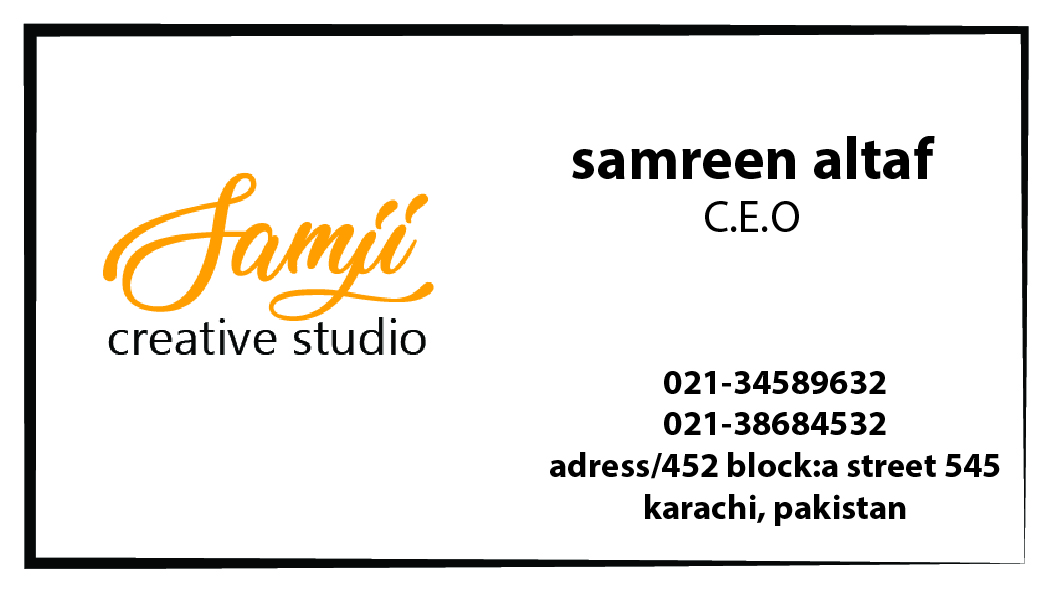 Samji
creative studio
samreen altaf
C.E.O
021-34589632
021-38684532
adress/452 block:a street 545
karachi, pakistan